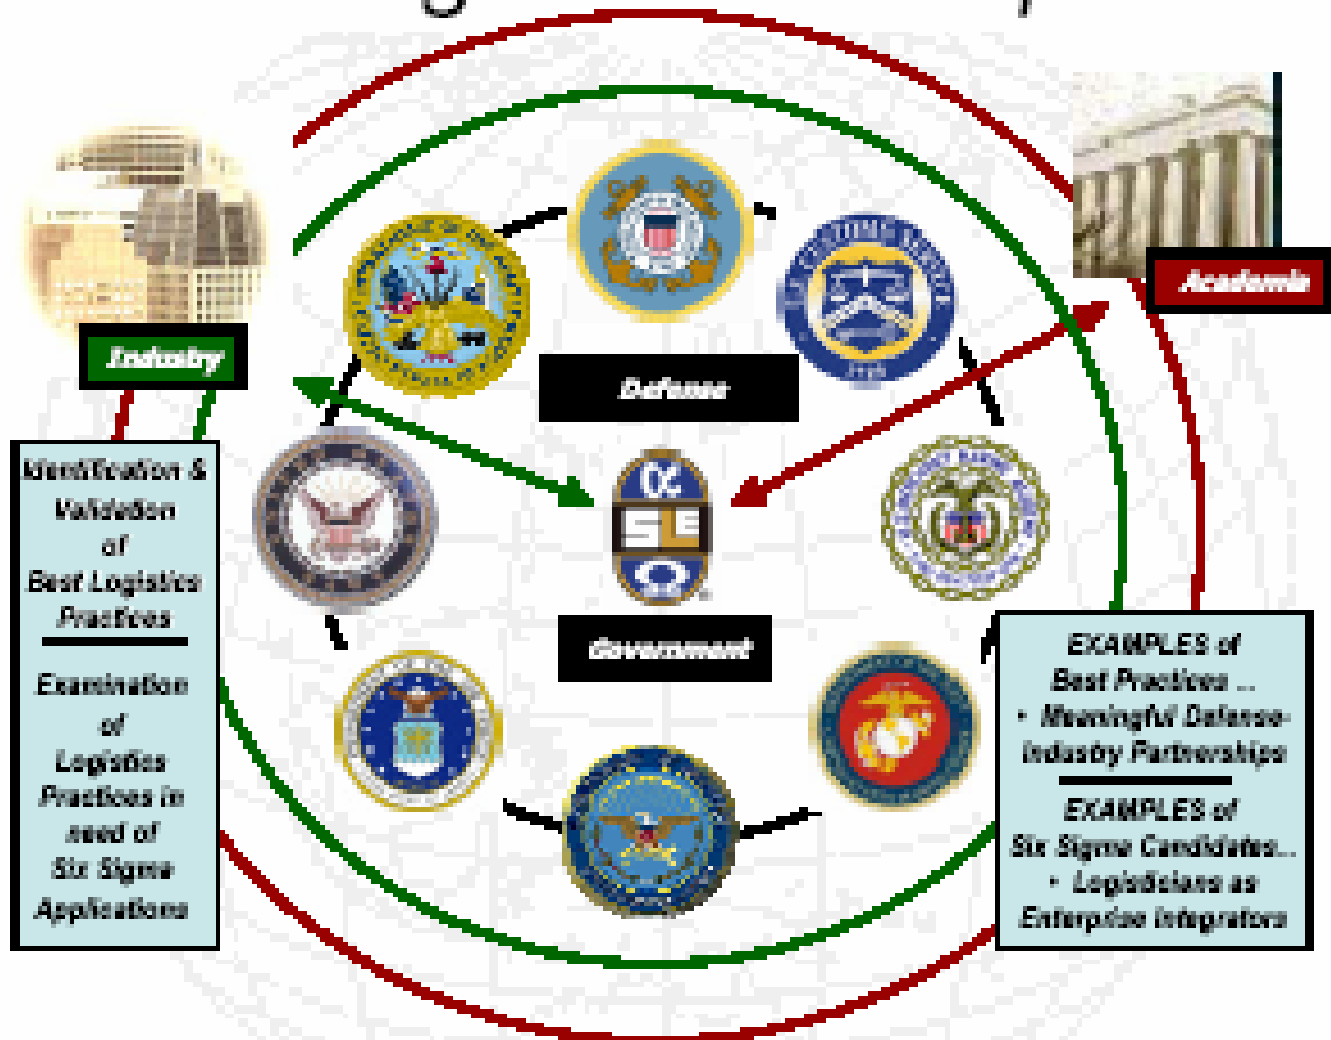 Industry
Academia
Defense
SLE
Government
Identification &
Validation
of
Best Logistics
Practices
Examination
of
Logistics
Practices in
need of
Six Sigma
Applications
EXAMPLES of
Best Practices ...
• Meaningful Defense-
Industry Partnerships
EXAMPLES of
Six Sigma Candidates...
• Logisticians as
Enterprise Integrators